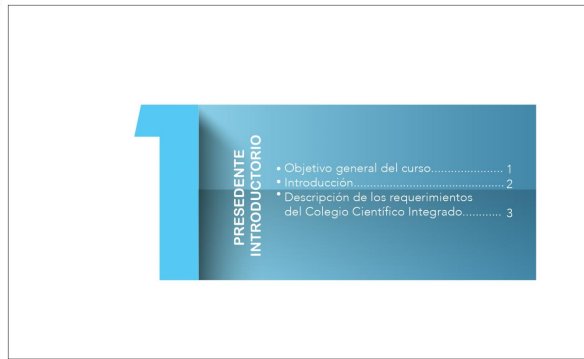 1
PRESEDENTE
INTRODUCTORIO
• Objetivo general del curso...................... 1
• Introducción.............................................. 2
• Descripción de los requerimientos
del Colegio Científico Integrado............ 3